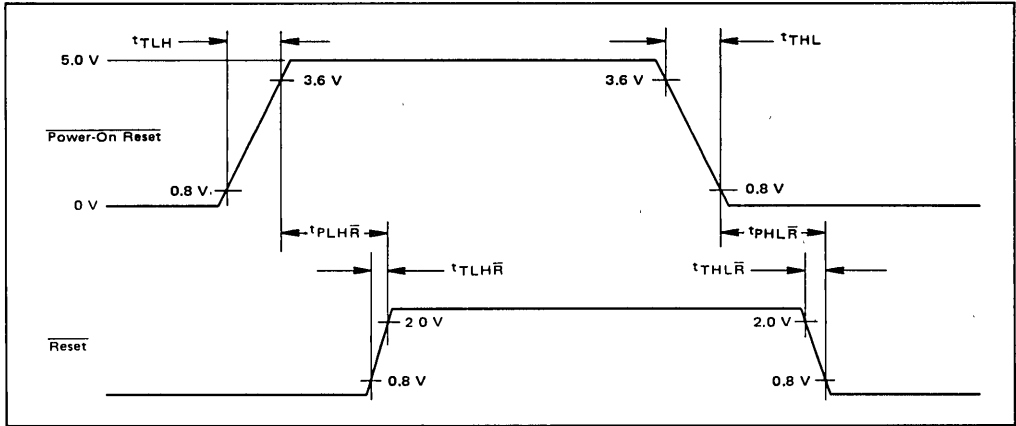 tTLH
tTHL
5.0 V
3.6 V
3.6 V
Power-On Reset
0.8 V
0.8 V
0 V
tPLHR̅
tPHLR̅
tTLHR̅
tTHLR̅
2 0 V
2.0 V
Reset
0.8 V
0.8 V